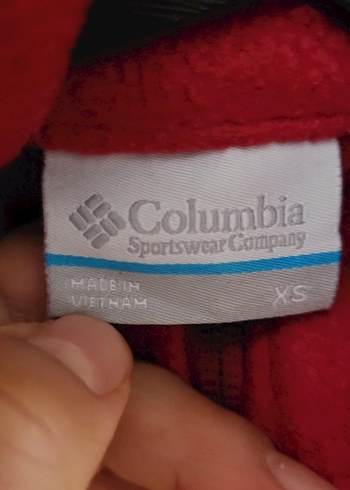 Columbia
Sportswear Company
MADE IN
VIETNAM
XS